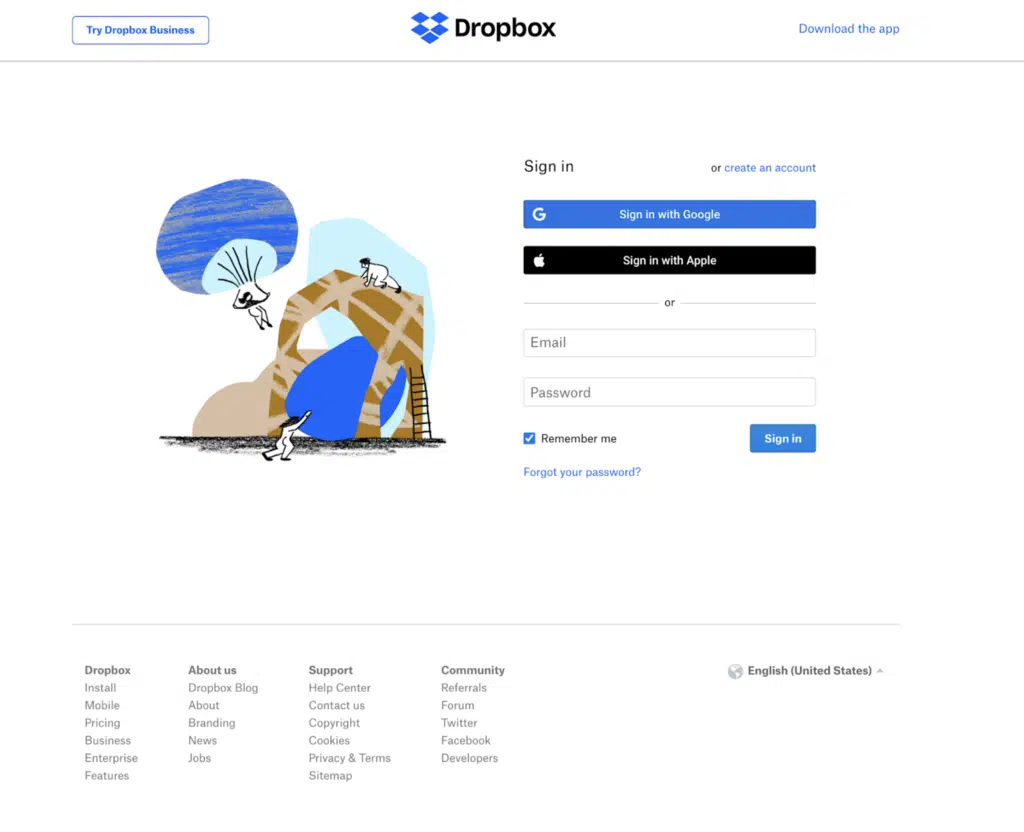 Try Dropbox Business
Dropbox
Download the app
Sign in
or create an account
Sign in with Google
Sign in with Apple
or
Email
Password
Remember me
Sign in
Forgot your password?
Dropbox
Install
Mobile
Pricing
Business
Enterprise
Features
About us
Dropbox Blog
About
Branding
News
Jobs
Support
Help Center
Contact us
Copyright
Cookies
Privacy & Terms
Sitemap
Community
Referrals
Forum
Twitter
Facebook
Developers
English (United States)